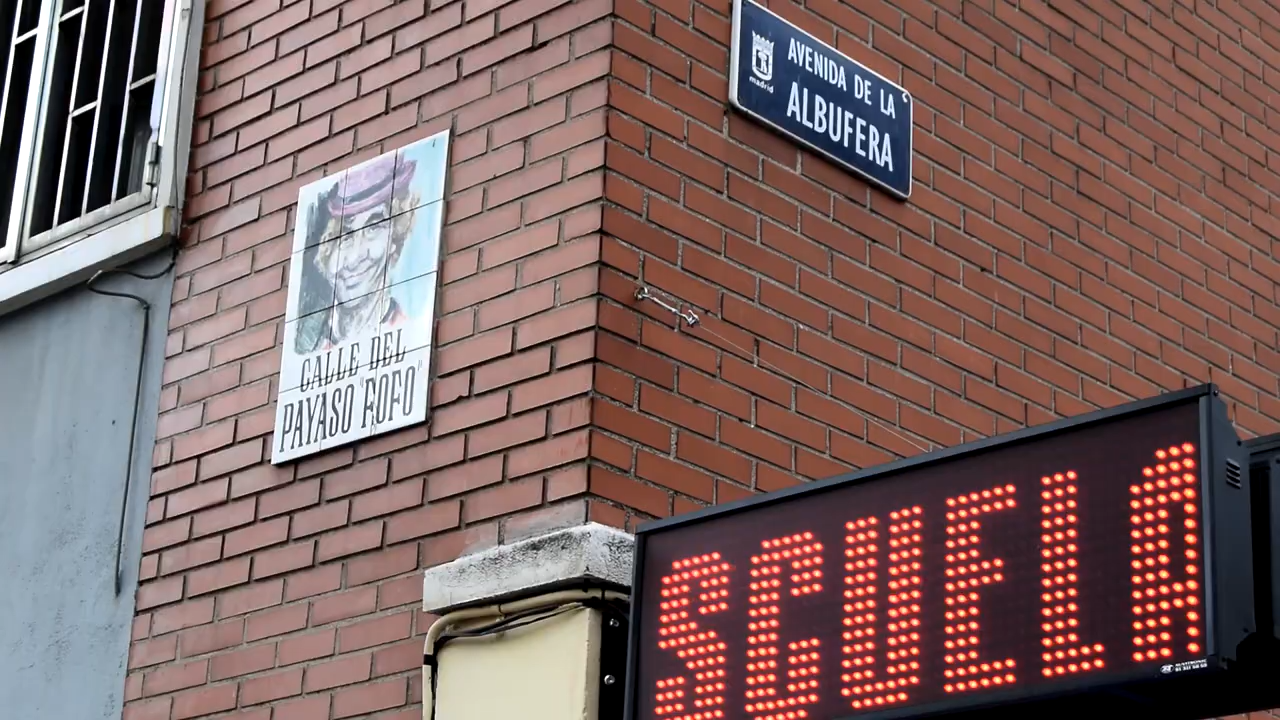 madrid
AVENIDA DE LA
ALBUFERA
CALLE DEL
PAYASO "FOFO"
SCUELA